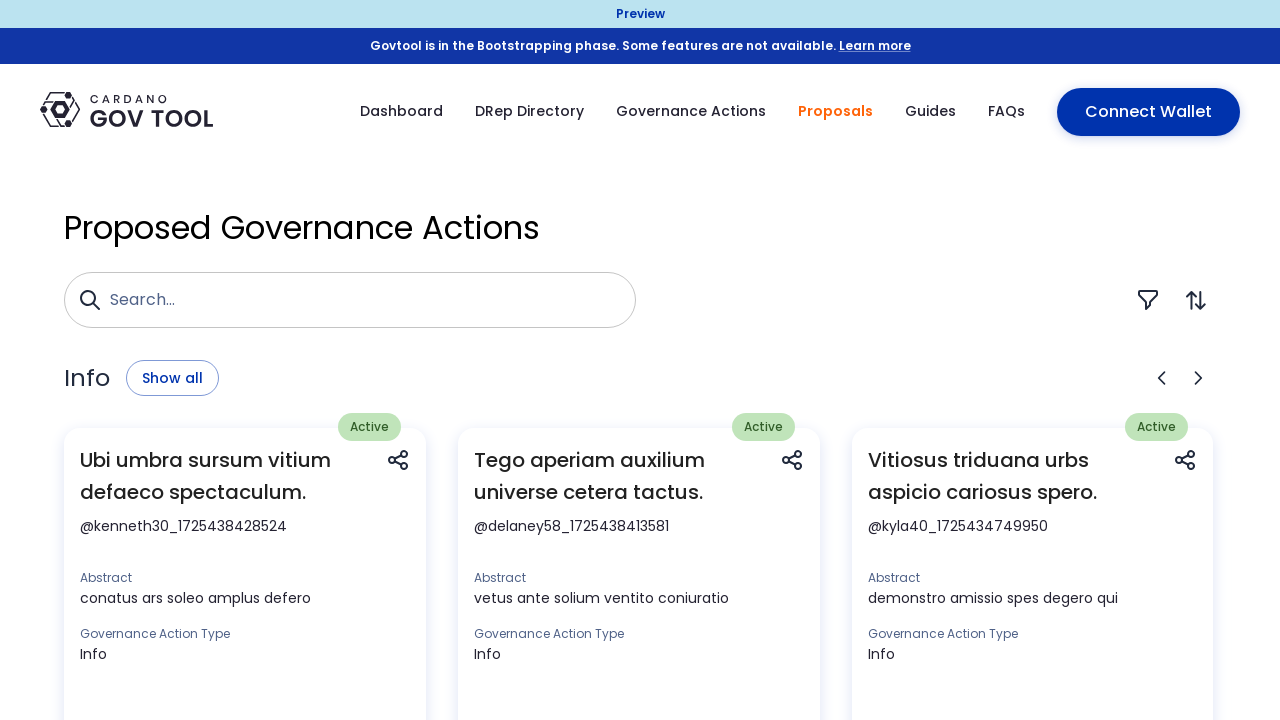 Preview
Govtool is in the Bootstrapping phase. Some features are not available. Learn more
CARDANO
GOV TOOL
Dashboard
DRep Directory
Governance Actions
Proposals
Guides
FAQs
Connect Wallet
Proposed Governance Actions
Search...
Info
Show all
Active
Ubi umbra sursum vitium
defaeco spectaculum.
@kenneth30_1725438428524
Abstract
conatus ars soleo amplus defero
Governance Action Type
Info
Active
Tego aperiam auxilium
universe cetera tactus.
@delaney58_1725438413581
Abstract
vetus ante solium ventito coniuratio
Governance Action Type
Info
Active
Vitiosus triduana urbs
aspicio cariosus spero.
@kyla40_1725434749950
Abstract
demonstro amissio spes degero qui
Governance Action Type
Info